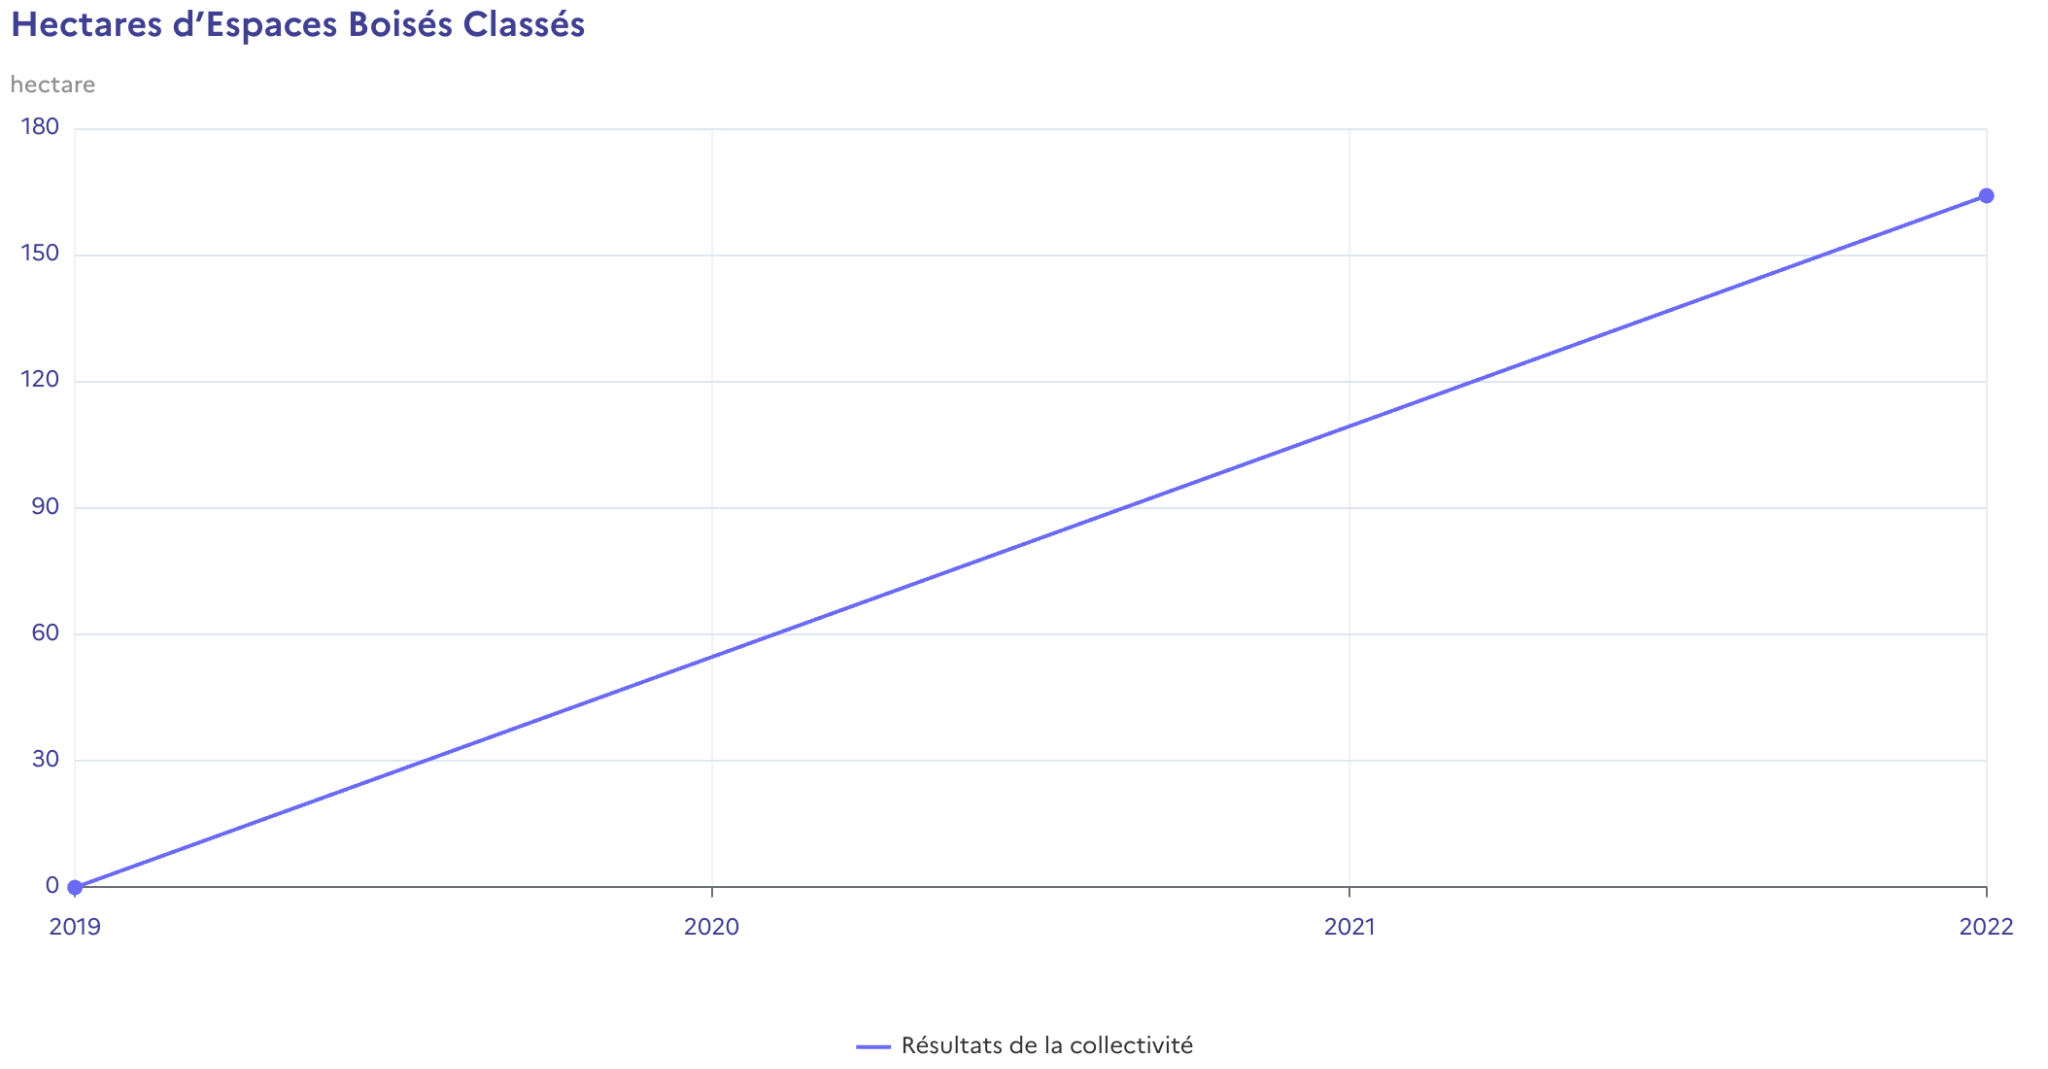 Hectares d’Espaces Boisés Classés
hectare
180
150
120
90
60
30
0
2019 2020 2021 2022
Résultats de la collectivité